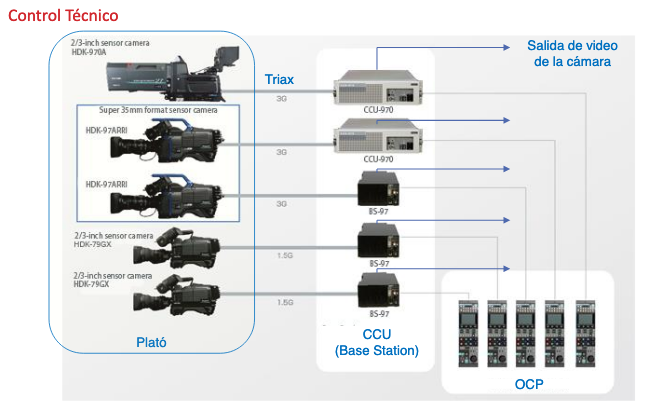 Control Técnico
2/3-inch sensor camera
HDK-970A
Triax
3G
CCU-970
Salida de video
de la cámara
Super 35mm format sensor camera
HDK-97ARRI
3G
CCU-970
HDK-97ARRI
3G
BS-97
2/3-inch sensor camera
HDK-79GX
1.5G
BS-97
2/3-inch sensor camera
HDK-79GX
1.5G
BS-97
Plató
CCU
(Base Station)
OCP